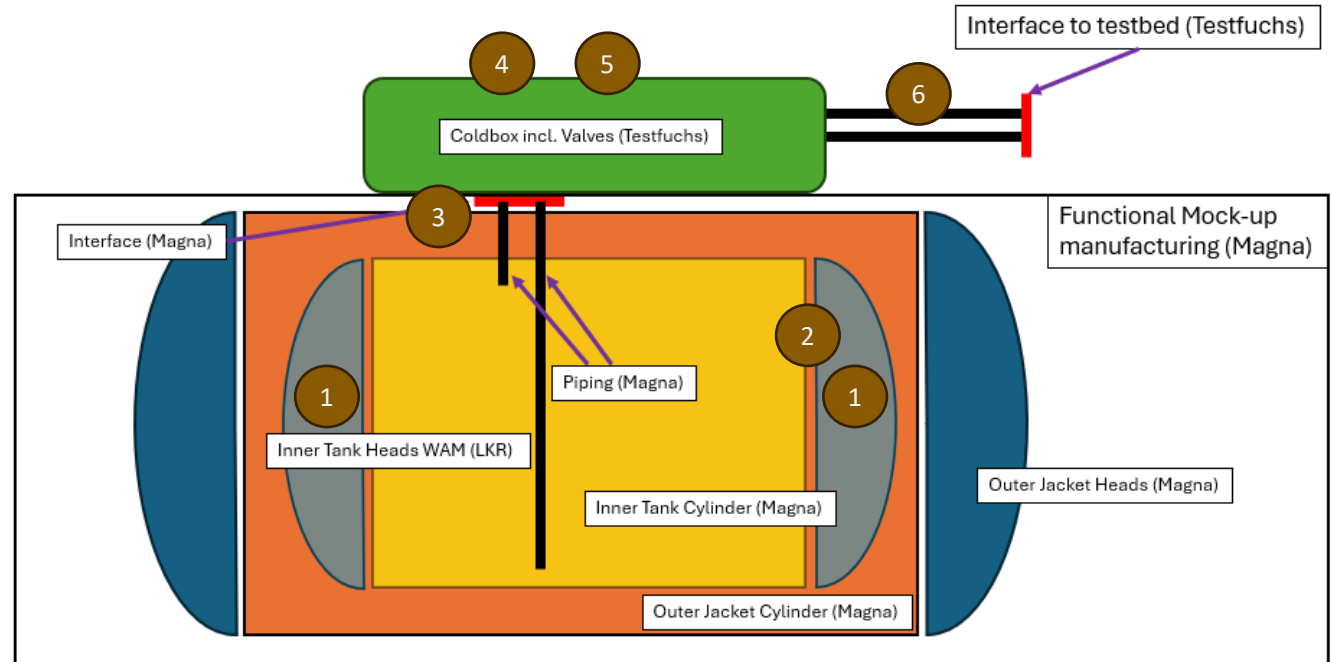 Interface to testbed (Testfuchs)
4
5
6
Coldbox incl. Valves (Testfuchs)
3
Functional Mock-up
manufacturing (Magna)
Interface (Magna)
2
Piping (Magna)
1
1
Inner Tank Heads WAM (LKR)
Outer Jacket Heads (Magna)
Inner Tank Cylinder (Magna)
Outer Jacket Cylinder (Magna)